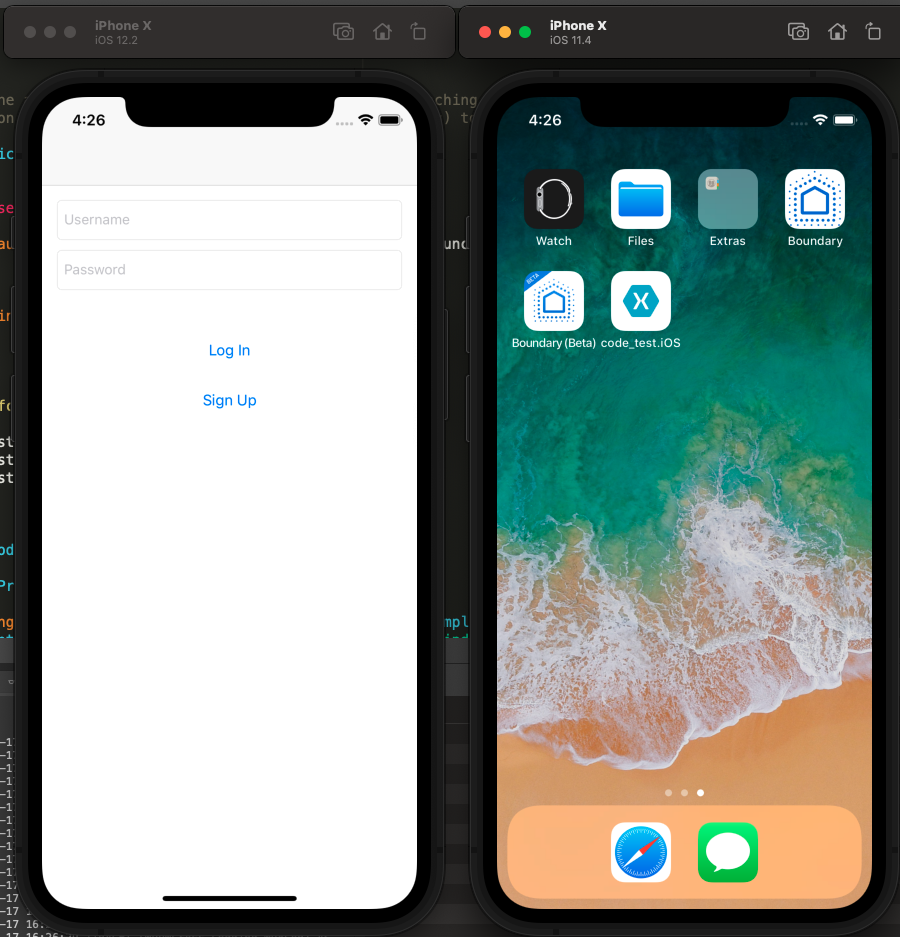 iPhone X
iOS 12.2
4:26
Username
Password
Log In
Sign Up
iPhone X
iOS 11.4
4:26
Watch
Files
Extras
Boundary
BETA
Boundary (Beta)
code_test.iOS